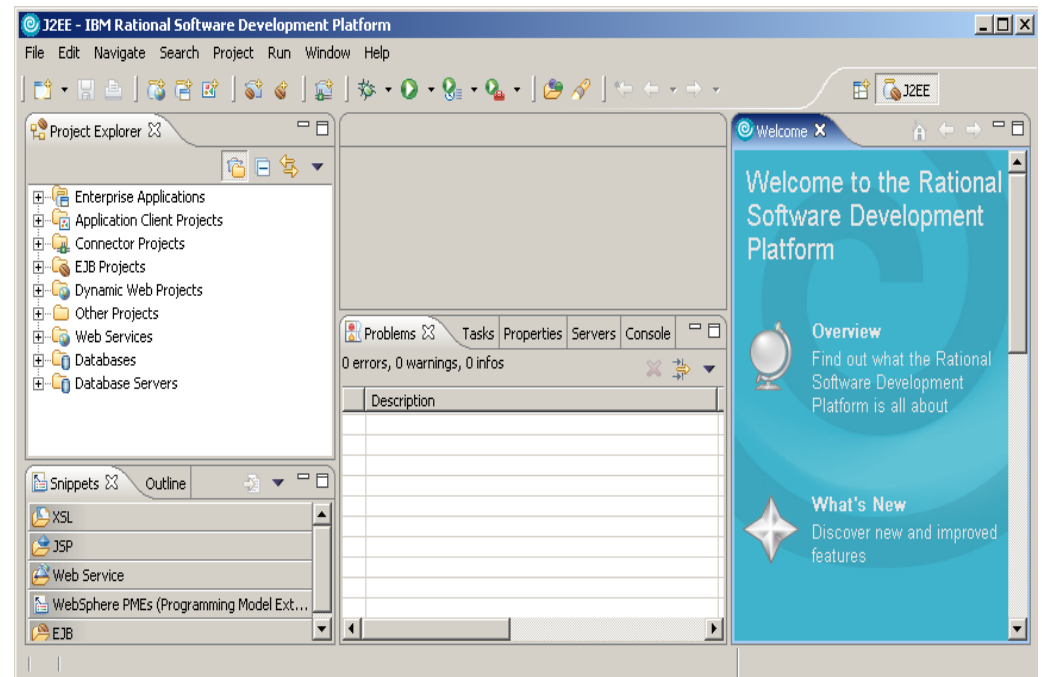 J2EE - IBM Rational Software Development Platform
File Edit Navigate Search Project Run Window Help
J2EE
Project Explorer
Enterprise Applications
Application Client Projects
Connector Projects
EJB Projects
Dynamic Web Projects
Other Projects
Web Services
Databases
Database Servers
Snippets Outline
XSL
JSP
Web Service
WebSphere PMEs (Programming Model Ext...
EJB
Problems Tasks Properties Servers Console
0 errors, 0 warnings, 0 infos
Description
Welcome
Welcome to the Rational
Software Development
Platform
Overview
Find out what the Rational
Software Development
Platform is all about
What's New
Discover new and improved
features